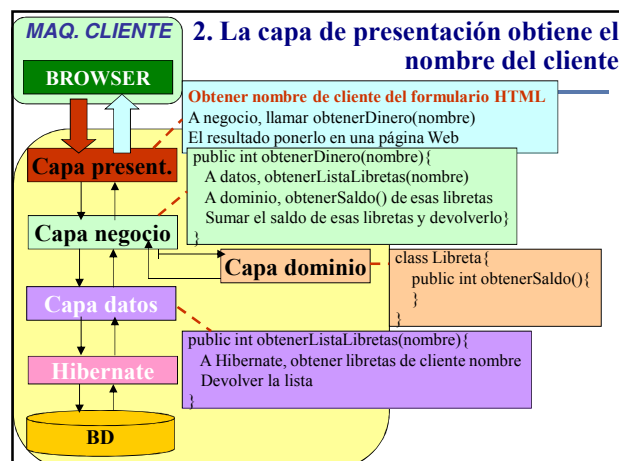 MAQ. CLIENTE
2. La capa de presentación obtiene el
nombre del cliente
BROWSER
Obtener nombre de cliente del formulario HTML
A negocio, llamar obtenerDinero(nombre)
El resultado ponerlo en una página Web
Capa present.
public int obtenerDinero(nombre){
A datos, obtenerListaLibretas(nombre)
A dominio, obtenerSaldo() de esas libretas
Sumar el saldo de esas libretas y devolverlo}
}
Capa negocio
Capa dominio
class Libreta{
public int obtenerSaldo(){
}
}
Capa datos
public int obtenerListaLibretas(nombre){
A Hibernate, obtener libretas de cliente nombre
Devolver la lista
}
Hibernate
BD